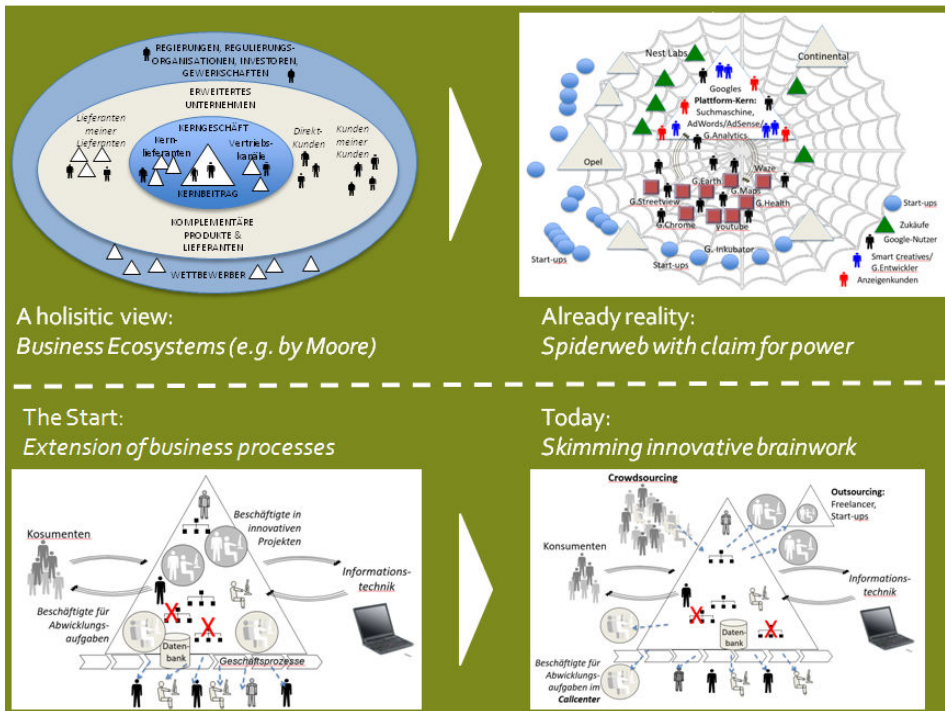 REGIERUNGEN, REGULIERUNGS-
ORGANISATIONEN, INVESTOREN,
GEWERKSCHAFTEN
ERWEITERTES
UNTERNEHMEN
Lieferanten
meiner
Lieferanten
KERNGESCHÄFT
Kern-
lieferanten
Vertriebs-
kanäle
Direkt-
Kunden
Kunden
meiner
Kunden
KERNBEITRAG
KOMPLEMENTÄRE
PRODUKTE &
LIEFERANTEN
WETTBEWERBER
Nest Labs
Continental
Googles
Plattform-Kern:
Suchmaschine,
AdWords/AdSense/
G.Analytics,
Opel
Waze
G.Earth
G.Maps
G.Streetview
G.Health
G.Chrome
youtube
G. Inkubator
Start-ups
Start-ups
Start-ups
Zukäufe
Google-Nutzer
Smart Creatives/
G.Entwickler
Anzeigenkunden
A holisitic view:
Business Ecosystems (e.g. by Moore)
Already reality:
Spiderweb with claim for power
The Start:
Extension of business processes
Today:
Skimming innovative brainwork
Kosumenten
Beschäftigte in
innovativen
Projekten
Informations-
technik
Beschäftigte für
Abwicklungs-
aufgaben
Daten-
bank
Geschäftsprozesse
Crowdsourcing
Outsourcing:
Freelancer,
Start-ups
Konsumenten
Informations-
technik
Daten-
bank
Beschäftigte für
Abwicklungs-
aufgaben im
Callcenter